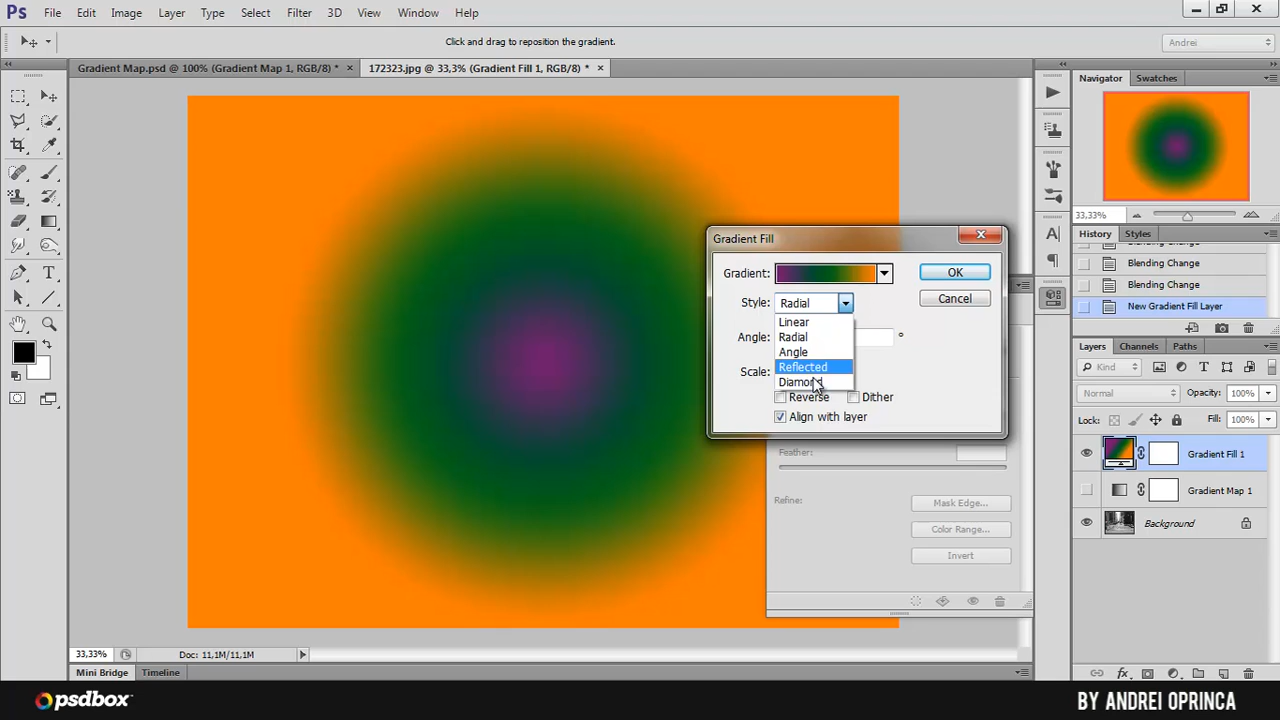 Ps File Edit Image Layer Type Select Filter 3D View Window Help
Click and drag to reposition the gradient.
Andrei
Gradient Map.psd @ 100% (Gradient Map 1, RGB/8) * ×
172323.jpg @ 33,3% (Gradient Fill 1, RGB/8) * ×
Navigator Swatches
33,33%
History Styles
Blending Change
Blending Change
New Gradient Fill Layer
Gradient Fill
Gradient:
OK
Style: Radial
Cancel
Linear
Radial
Angle
Reflected
Diamond
Angle: °
Scale:
Reverse Dither
Align with layer
Feather:
Refine:
Mask Edge...
Color Range...
Invert
Layers Channels Paths
Kind
Normal Opacity: 100%
Lock: Fill: 100%
Gradient Fill 1
Gradient Map 1
Background
33,33% Doc: 11,1M/11,1M
Mini Bridge Timeline
psdbox
BY ANDREI OPRINCA